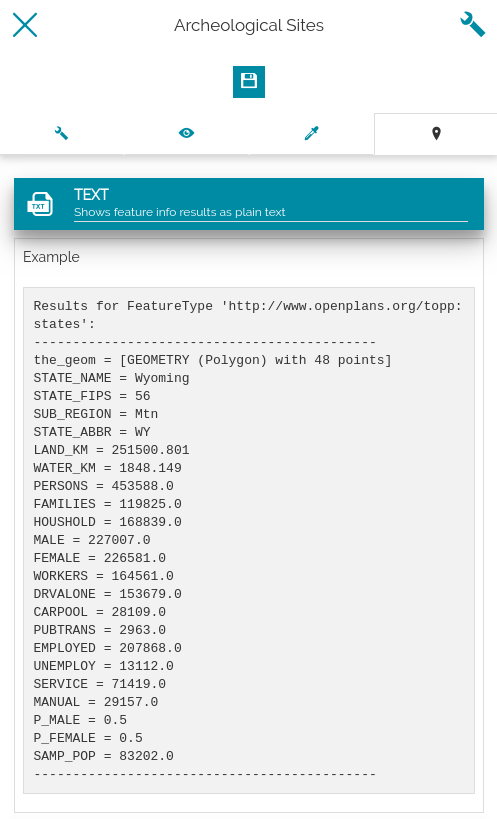 Archeological Sites
TXT
TEXT
Shows feature info results as plain text
Example
Results for FeatureType 'http://www.openplans.org/topp:
states':
--------------------------------------------
the_geom = [GEOMETRY (Polygon) with 48 points]
STATE_NAME = Wyoming
STATE_FIPS = 56
SUB_REGION = Mtn
STATE_ABBR = WY
LAND_KM = 251500.801
WATER_KM = 1848.149
PERSONS = 453588.0
FAMILIES = 119825.0
HOUSHOLD = 168839.0
MALE = 227007.0
FEMALE = 226581.0
WORKERS = 164561.0
DRVALONE = 153679.0
CARPOOL = 28109.0
PUBTRANS = 2963.0
EMPLOYED = 207868.0
UNEMPLOY = 13112.0
SERVICE = 71419.0
MANUAL = 29157.0
P_MALE = 0.5
P_FEMALE = 0.5
SAMP_POP = 83202.0
--------------------------------------------